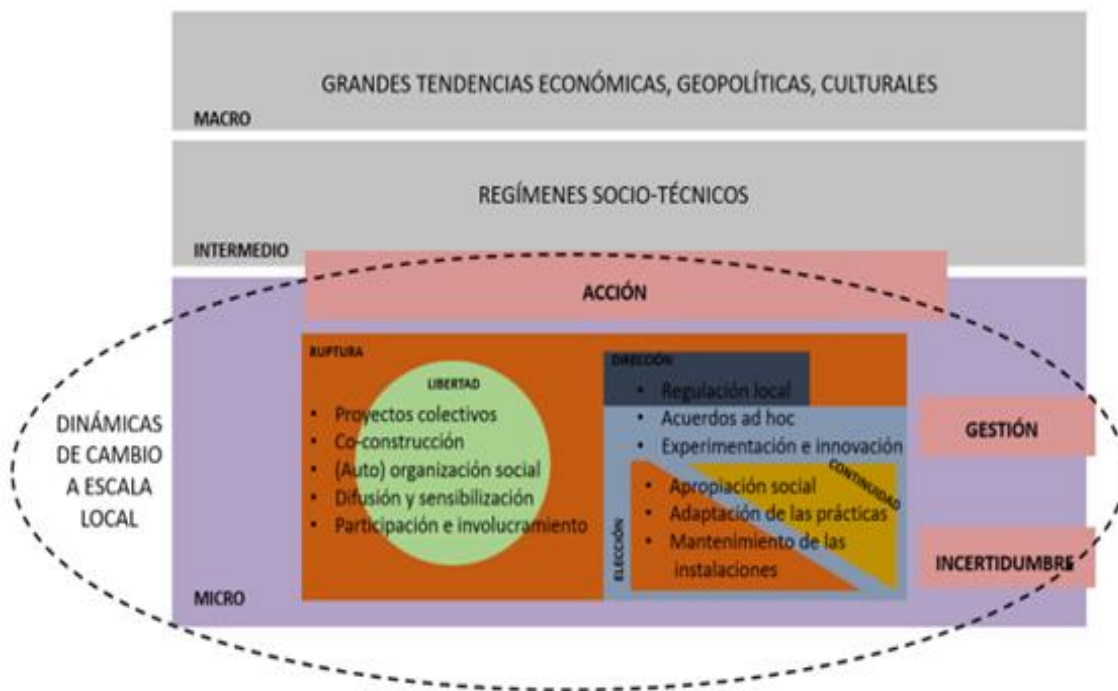 GRANDES TENDENCIAS ECONÓMICAS, GEOPOLÍTICAS, CULTURALES
MACRO
REGÍMENES SOCIO-TÉCNICOS
INTERMEDIO
ACCIÓN
DINÁMICAS
DE CAMBIO
A ESCALA
LOCAL
RUPTURA
LIBERTAD
• Proyectos colectivos
• Co-construcción
• (Auto) organización social
• Difusión y sensibilización
• Participación e involucramiento
DIRECCIÓN
• Regulación local
• Acuerdos ad hoc
• Experimentación e innovación
CONTINUIDAD
ELECCIÓN
• Apropiación social
• Adaptación de las prácticas
• Mantenimiento de las
instalaciones
GESTIÓN
INCERTIDUMBRE
MICRO